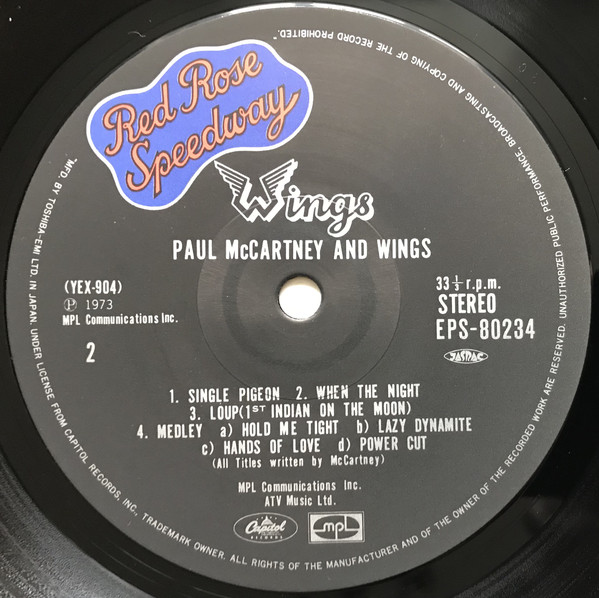 Red Rose
Speedway
Wings
PAUL McCARTNEY AND WINGS
(YEX-904)
Ⓟ 1973
MPL Communications Inc.
2
33 1/3 r.p.m.
STEREO
EPS-80234
JASRAC
1. SINGLE PIGEON 2. WHEN THE NIGHT
3. LOUP(1ST INDIAN ON THE MOON)
4. MEDLEY a) HOLD ME TIGHT b) LAZY DYNAMITE
c) HANDS OF LOVE d) POWER CUT
(All Titles written by McCartney)
MPL Communications Inc.
ATV Music Ltd.
Capitol
RECORDS
MPL
"MFD. BY TOSHIBA-EMI LTD. IN JAPAN, UNDER LICENSE FROM CAPITOL RECORDS, INC. TRADEMARK OWNER. ALL RIGHTS OF THE MANUFACTURER AND OF THE OWNER OF THE RECORDED WORK ARE RESERVED. UNAUTHORIZED PUBLIC PERFORMANCE, BROADCASTING AND COPYING OF THE RECORD PROHIBITED."